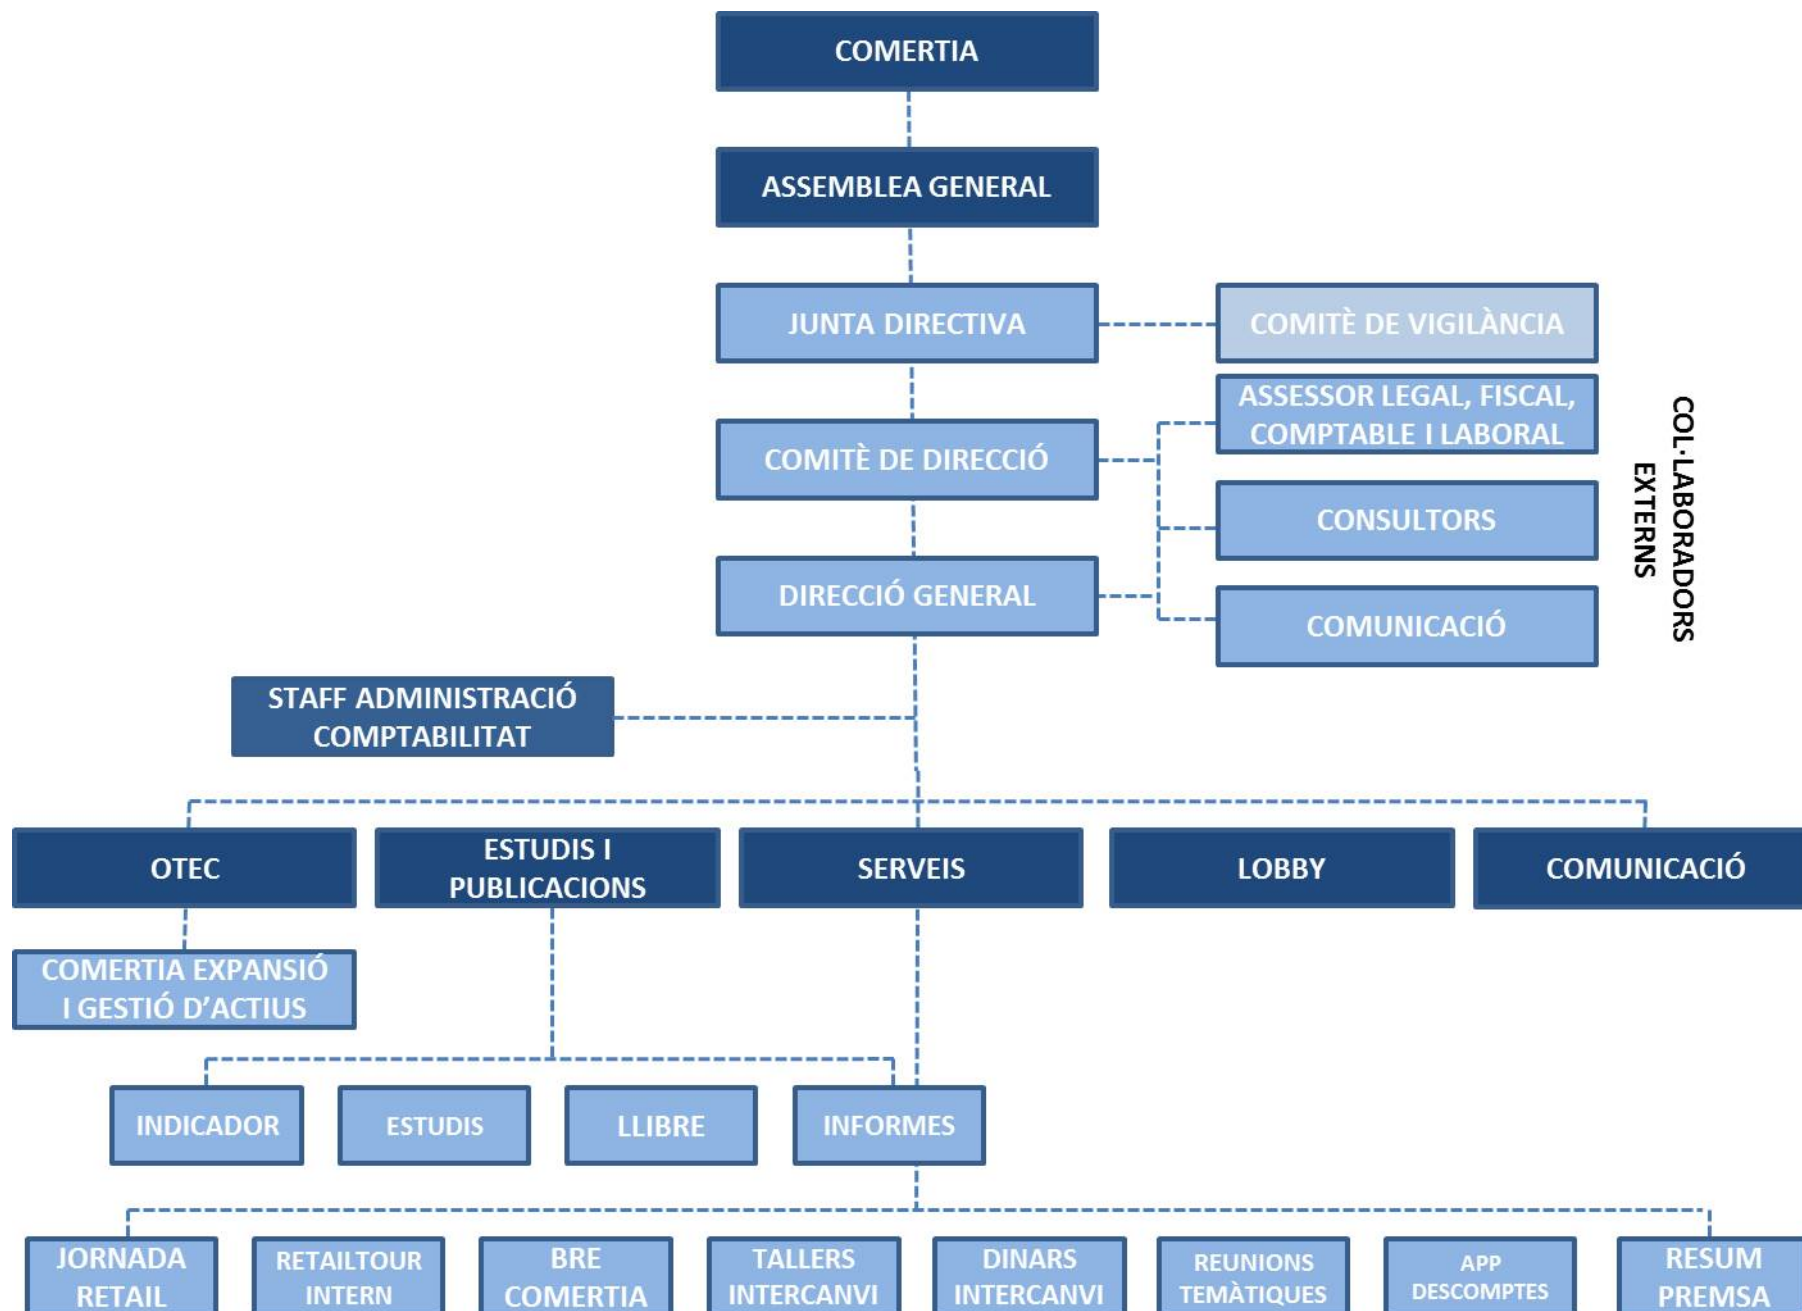 COMERTIA
ASSEMBLEA GENERAL
JUNTA DIRECTIVA
COMITÈ DE VIGILÀNCIA
ASSESSOR LEGAL, FISCAL,
COMPTABLE I LABORAL
COMITÈ DE DIRECCIÓ
CONSULTORS
DIRECCIÓ GENERAL
COMUNICACIÓ
COL·LABORADORS
EXTERNS
STAFF ADMINISTRACIÓ
COMPTABILITAT
OTEC
ESTUDIS I
PUBLICACIONS
SERVEIS
LOBBY
COMUNICACIÓ
COMERTIA EXPANSIÓ
I GESTIÓ D’ACTIUS
INDICADOR
ESTUDIS
LLIBRE
INFORMES
JORNADA
RETAIL
RETAILTOUR
INTERN
BRE
COMERTIA
TALLERS
INTERCANVI
DINARS
INTERCANVI
REUNIONS
TEMÀTIQUES
APP
DESCOMPTES
RESUM
PREMSA